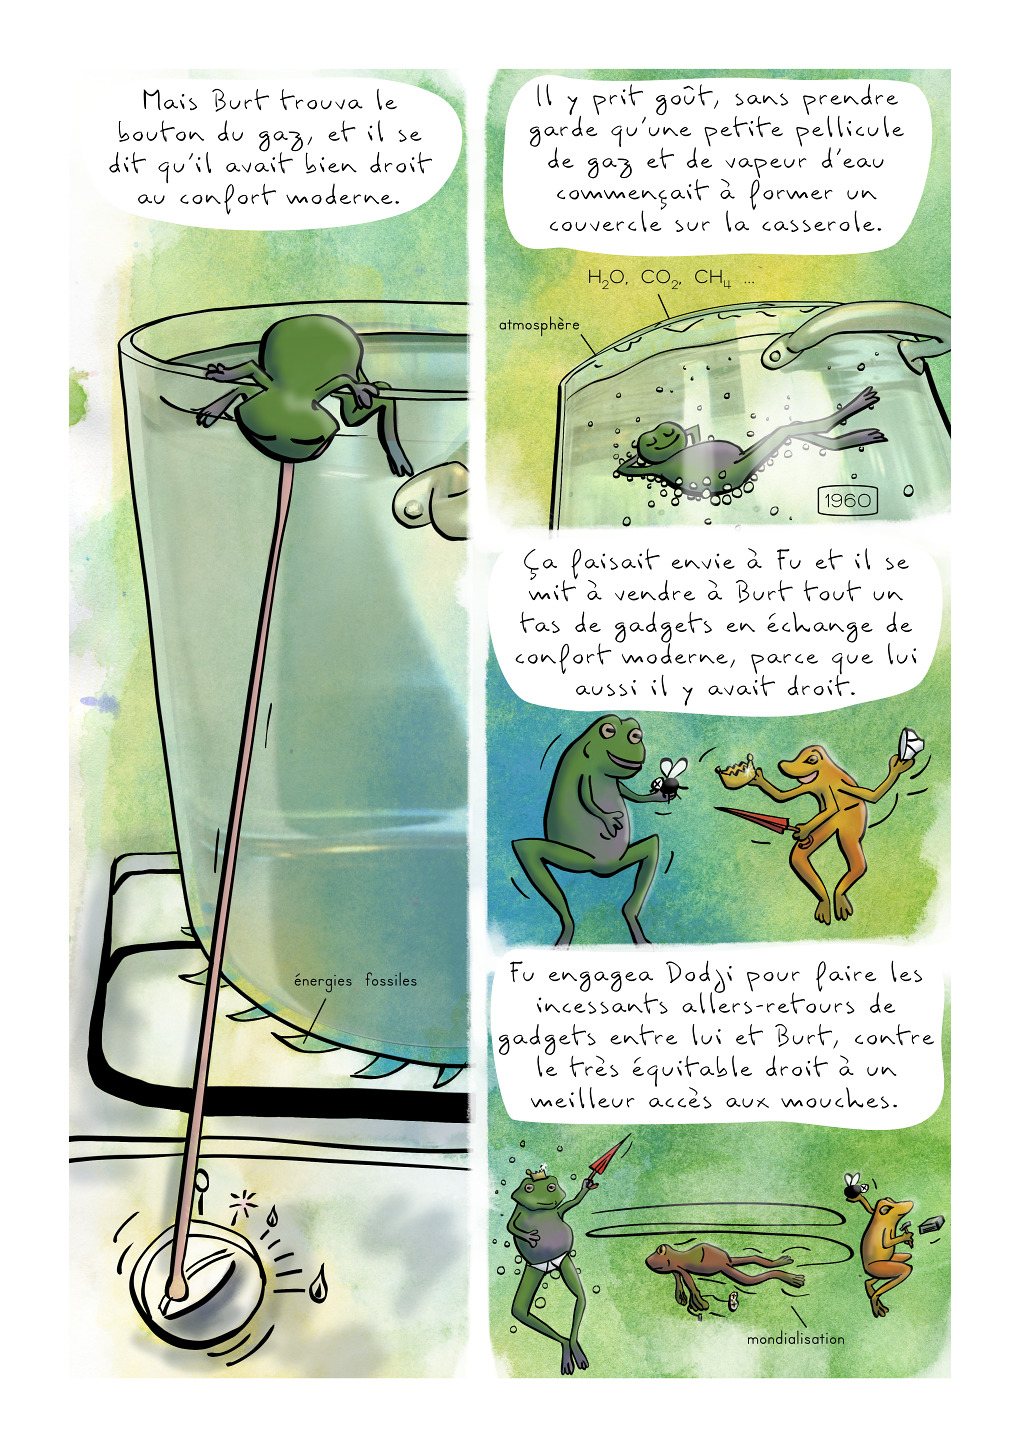 Mais Burt trouva le
bouton du gaz, et il se
dit qu'il avait bien droit
au confort moderne.
énergies fossiles
Il y prit goût, sans prendre
garde qu'une petite pellicule
de gaz et de vapeur d'eau
commençait à former un
couvercle sur la casserole.
H₂O, CO₂, CH₄ ...
atmosphère
1960
Ça faisait envie à Fu et il se
mit à vendre à Burt tout un
tas de gadgets en échange de
confort moderne, parce que lui
aussi il y avait droit.
Fu engagea Dodji pour faire les
incessants allers-retours de
gadgets entre lui et Burt, contre
le très équitable droit à un
meilleur accès aux mouches.
mondialisation